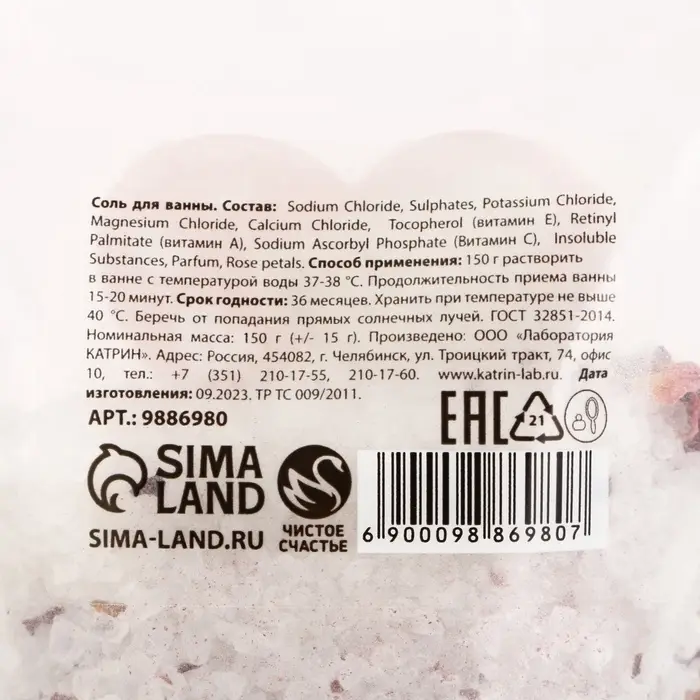 Соль для ванны. Состав: Sodium Chloride, Sulphates, Potassium Chloride,
Magnesium Chloride, Calcium Chloride, Tocopherol (витамин Е), Retinyl
Palmitate (витамин А), Sodium Ascorbyl Phosphate (Витамин С), Insoluble
Substances, Parfum, Rose petals. Способ применения: 150 г растворить
в ванне с температурой воды 37-38 °С. Продолжительность приема ванны
15-20 минут. Срок годности: 36 месяцев. Хранить при температуре не выше
40 °С. Беречь от попадания прямых солнечных лучей. ГОСТ 32851-2014.
Номинальная масса: 150 г (+/- 15 г). Произведено: ООО «Лаборатория
КАТРИН». Адрес: Россия, 454082, г. Челябинск, ул. Троицкий тракт, 74, офис
10, тел.: +7 (351) 210-17-55, 210-17-60. www.katrin-lab.ru. Дата
изготовления: 09.2023. ТР ТС 009/2011.
АРТ.: 9886980
EAC 21
SIMA
LAND
SIMA-LAND.RU
ЧИСТОЕ
СЧАСТЬЕ
6 900098 869807